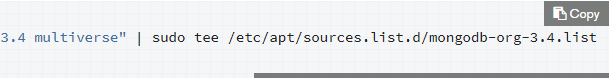 Copy
3.4 multiverse" | sudo tee /etc/apt/sources.list.d/mongodb-org-3.4.list